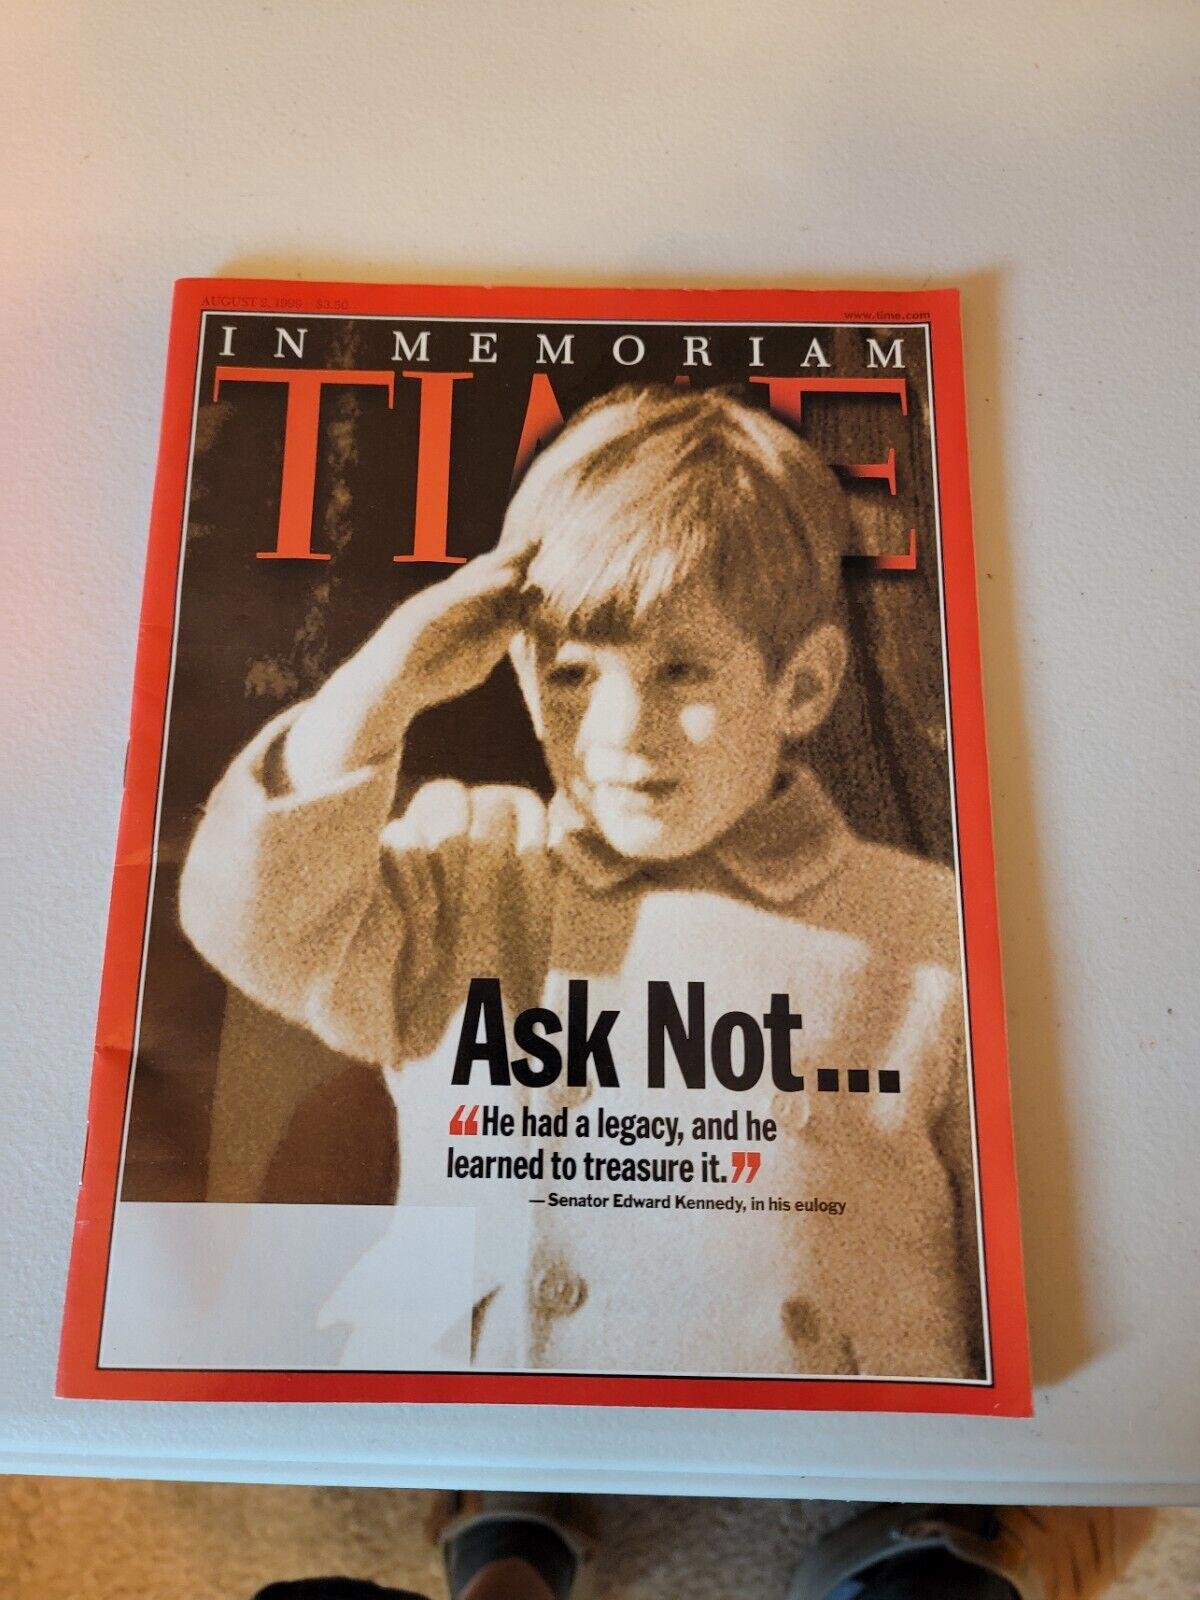 AUGUST 2, 1999 $3.50
www.time.com
IN MEMORIAM
TIME
Ask Not...
“He had a legacy, and he
learned to treasure it.”
—Senator Edward Kennedy, in his eulogy